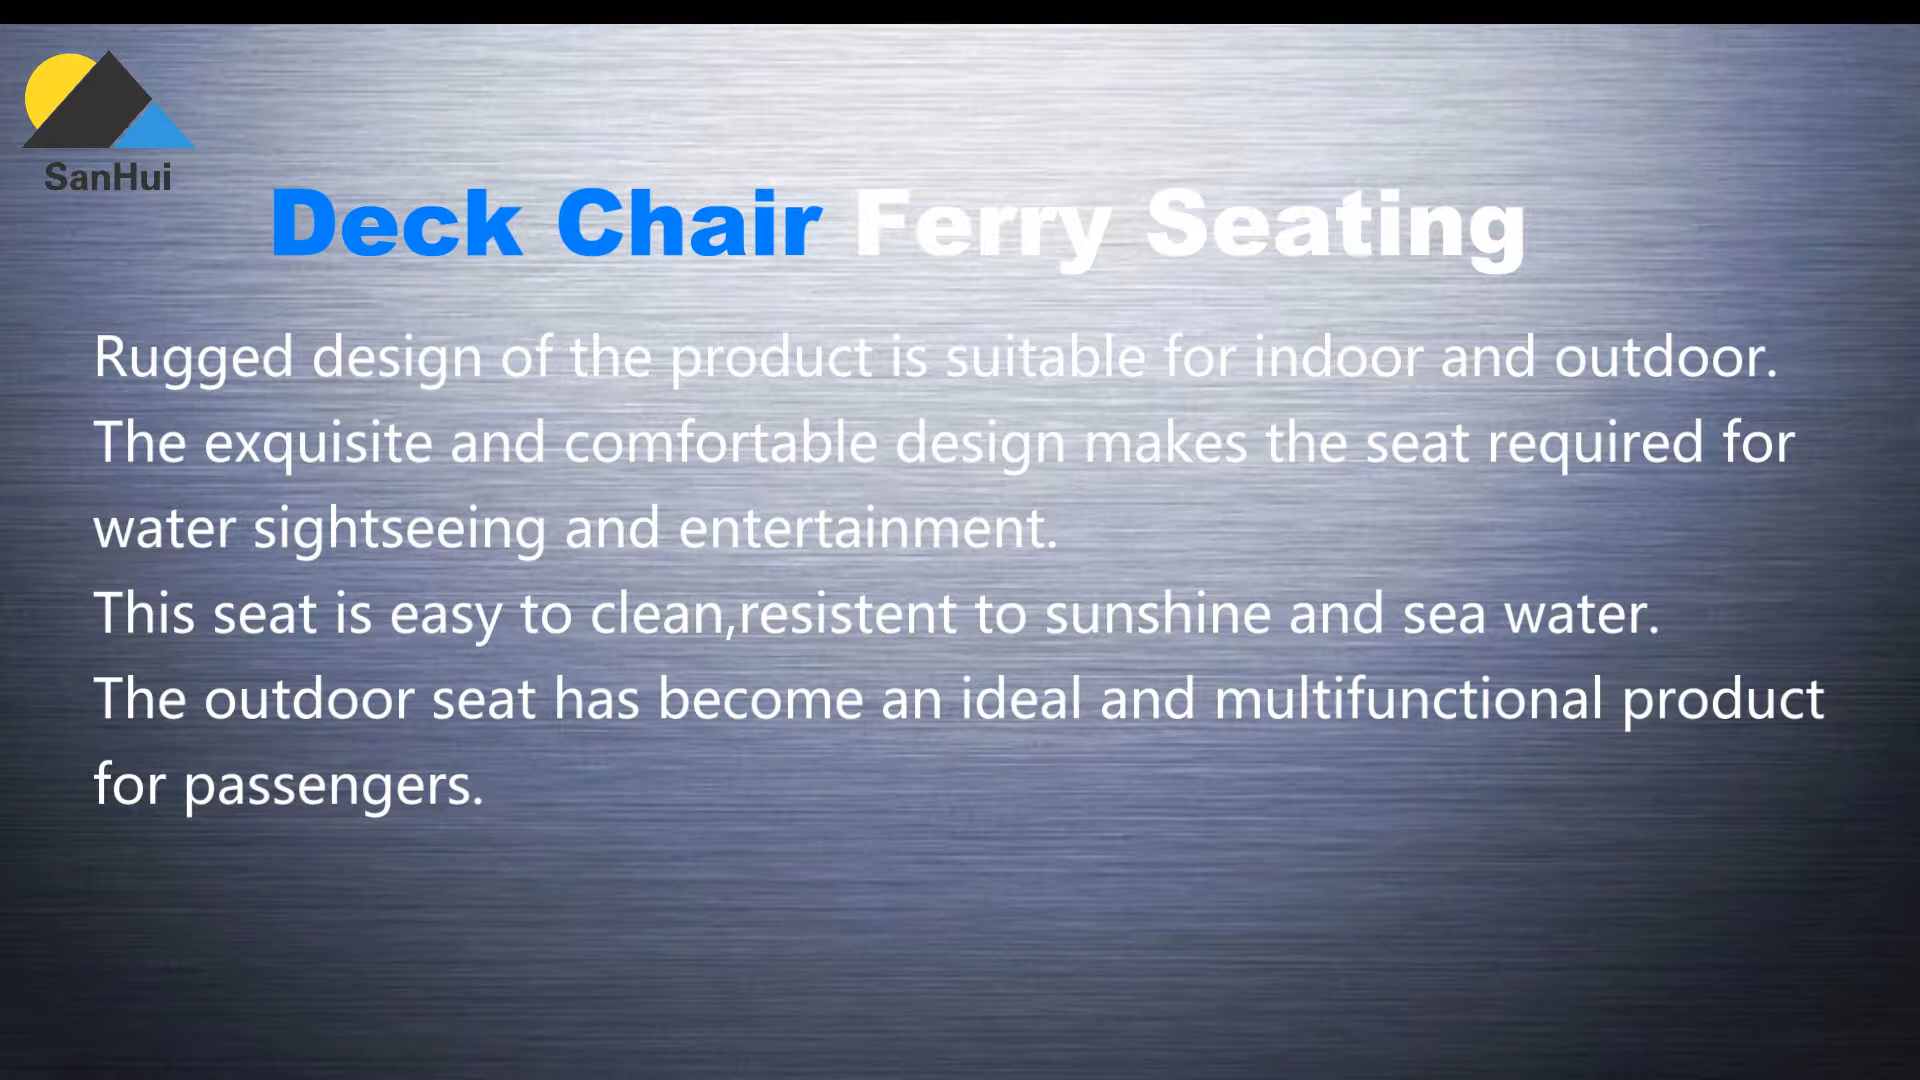 SanHui
Deck Chair Ferry Seating
Rugged design of the product is suitable for indoor and outdoor.
The exquisite and comfortable design makes the seat required for
water sightseeing and entertainment.
This seat is easy to clean,resistent to sunshine and sea water.
The outdoor seat has become an ideal and multifunctional product
for passengers.